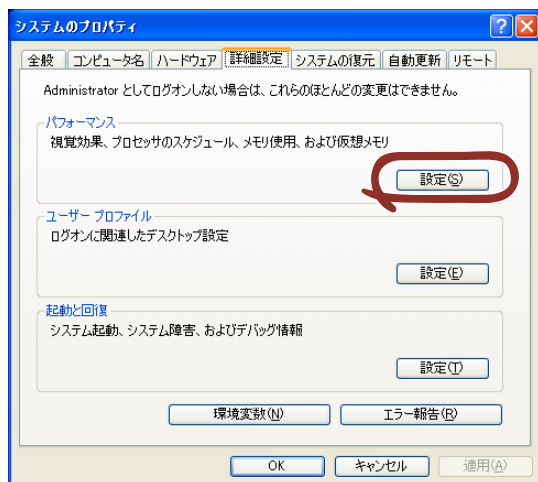 システムのプロパティ
全般 コンピュータ名 ハードウェア 詳細設定 システムの復元 自動更新 リモート
Administrator としてログオンしない場合は、これらのほとんどの変更はできません。
パフォーマンス
視覚効果、プロセッサのスケジュール、メモリ使用、および仮想メモリ
設定(S)
ユーザー プロファイル
ログオンに関連したデスクトップ設定
設定(E)
起動と回復
システム起動、システム障害、およびデバッグ情報
設定(T)
環境変数(N) エラー報告(R)
OK キャンセル 適用(A)